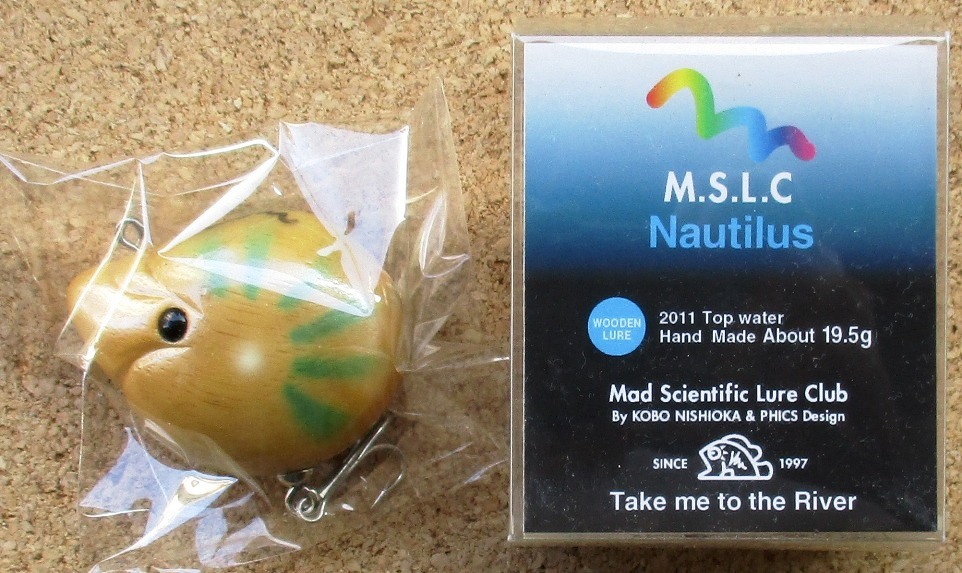 M.S.L.C
Nautilus
WOODEN
LURE
2011 Top water
Hand Made About 19.5g
Mad Scientific Lure Club
By KOBO NISHIOKA & PHICS Design
SINCE 1997
Take me to the River